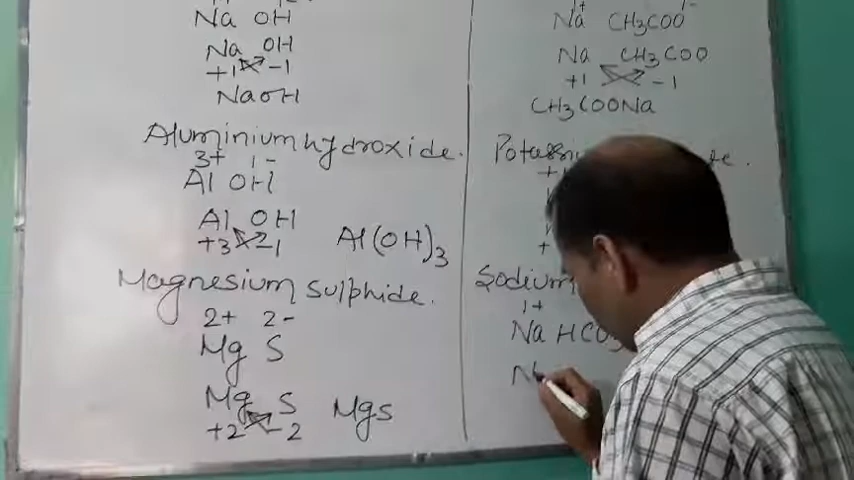 Na OH
Na OH
+1 -1
NaOH
Aluminium hydroxide.
3+ 1-
Al OH
Al OH
+3 -1 Al(OH)3
Magnesium sulphide.
2+ 2-
Mg S
Mg S
+2 -2 Mgs
1+ 1-
Na CH3COO
Na CH3COO
+1 -1
CH3COONa
Sodium
1+
Na HCO3